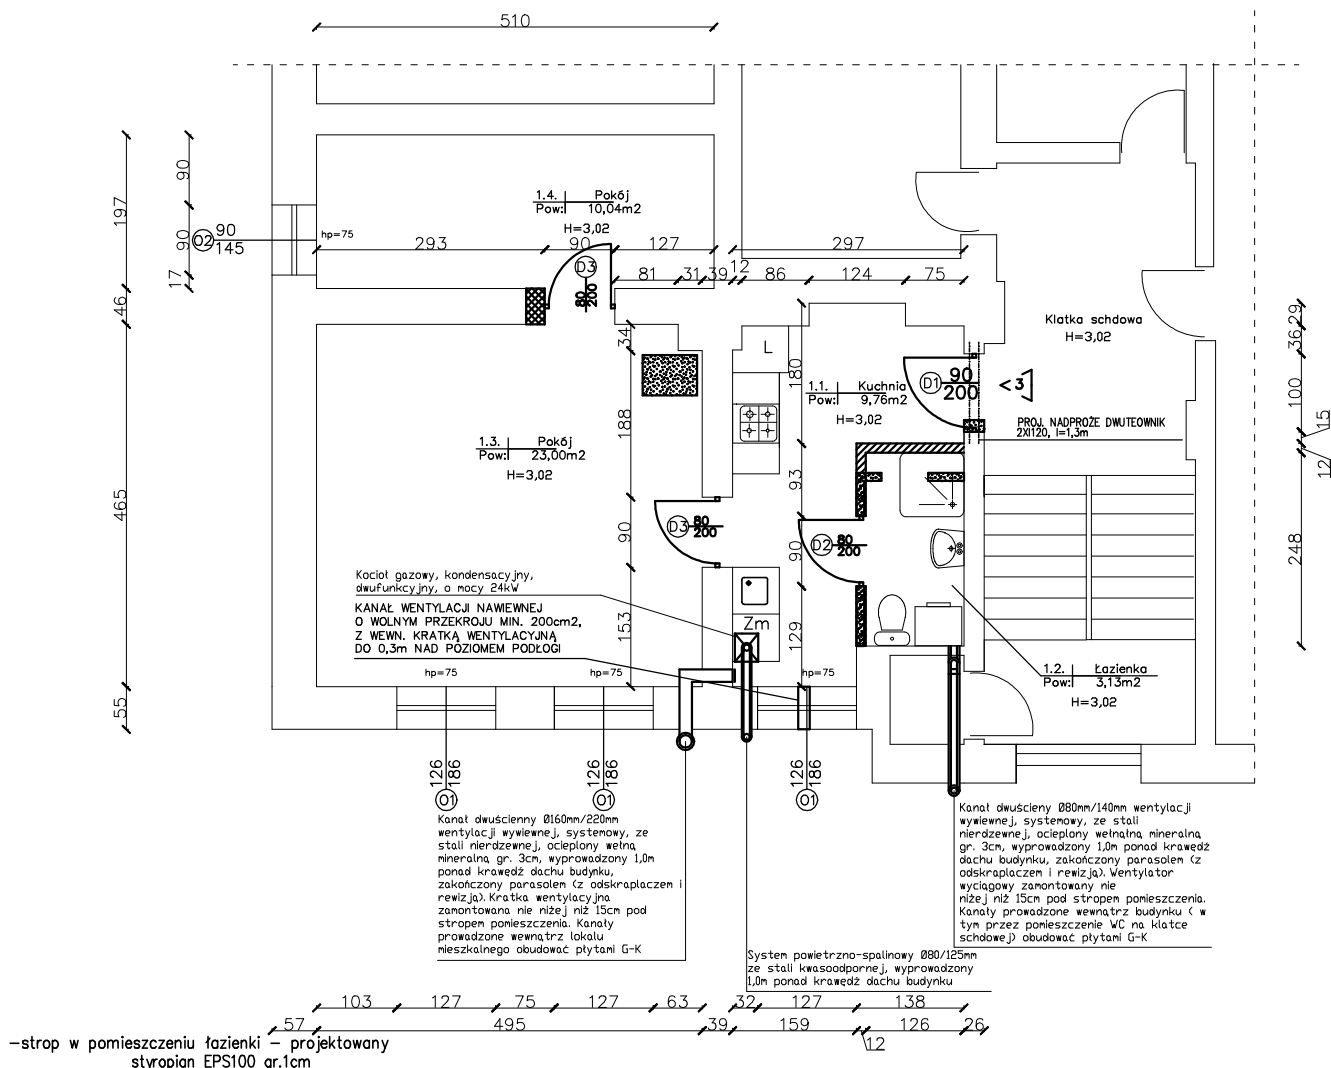 510
1.4. Pokój
Pow: 10,04m2
H=3,02
90
197
90
17
46
O2
90
145
hp=75
293
90
127
297
12
81
31
39
86
124
75
D3
80
200
34
L
180
1.1. Kuchnia
Pow: 9,76m2
H=3,02
D1
90
200
<3
Klatka schdowa
H=3,02
29
36
100
15
12
PROJ. NADPROŻE DWUTEOWNIK
2XI120, l=1,3m
1.3. Pokój
Pow: 23,00m2
H=3,02
188
93
465
D3
80
200
D2
80
200
90
90
248
Kocioł gazowy, kondensacyjny,
dwufunkcyjny, o mocy 24kW
KANAŁ WENTYLACJI NAWIEWNEJ
O WOLNYM PRZEKROJU MIN. 200cm2,
Z WEWN. KRATKĄ WENTYLACYJNĄ
DO 0,3m NAD POZIOMEM PODŁOGI
153
Zm
129
1.2. Łazienka
Pow: 3,13m2
H=3,02
hp=75
hp=75
hp=75
55
126
186
O1
126
186
O1
126
186
O1
Kanał dwuścienny Ø160mm/220mm
wentylacji wywiewnej, systemowy, ze
stali nierdzewnej, ocieplony wełną
mineralną gr. 3cm, wyprowadzony 1,0m
ponad krawędź dachu budynku,
zakończony parasolem (z odskraplaczem i
rewizją). Kratka wentylacyjna
zamontowana nie niżej niż 15cm pod
stropem pomieszczenia. Kanały
prowadzone wewnątrz lokalu
mieszkalnego obudować płytami G-K
System powietrzno-spalinowy Ø80/125mm
ze stali kwasoodpornej, wyprowadzony
1,0m ponad krawędź dachu budynku
Kanał dwuścieny Ø80mm/140mm wentylacji
wywiewnej, systemowy, ze stali
nierdzewnej, ocieplony wełnałną mineralną
gr. 3cm, wyprowadzony 1,0m ponad krawędź
dachu budynku, zakończony parasolem (z
odskraplaczem i rewizją). Wentylator
wyciągowy zamontowany nie
niżej niż 15cm pod stropem pomieszczenia.
Kanały prowadzone wewnątrz budynku ( w
tym przez pomieszczenie WC na klatce
schdowej) obudować płytami G-K
103
127
75
127
63
32
127
138
57
495
39
159
126
26
12
-strop w pomieszczeniu łazienki - projektowany
styropian EPS100 gr.1cm